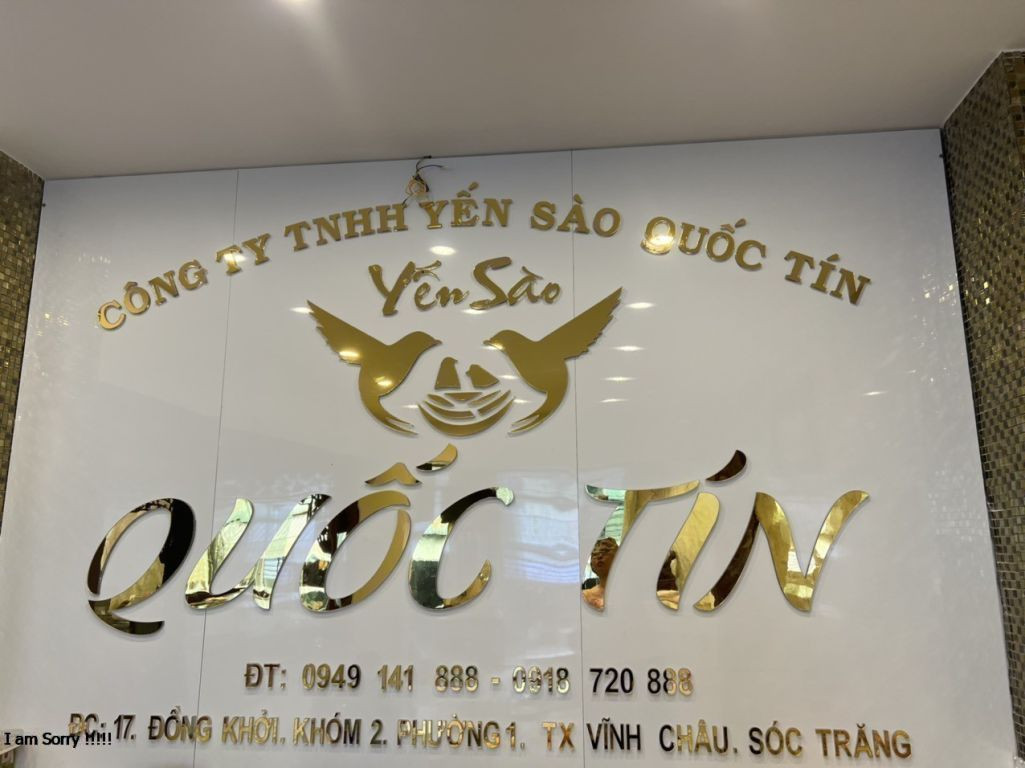 CÔNG TY TNHH YẾN SÀO QUỐC TÍN
Yến Sào
QUỐC TÍN
ĐT: 0949 141 888 - 0918 720 888
ĐC: 17. ĐỒNG KHỞI. KHÓM 2. PHƯỜNG 1. TX VĨNH CHÂU. SÓC TRĂNG
I am Sorry !!!!!